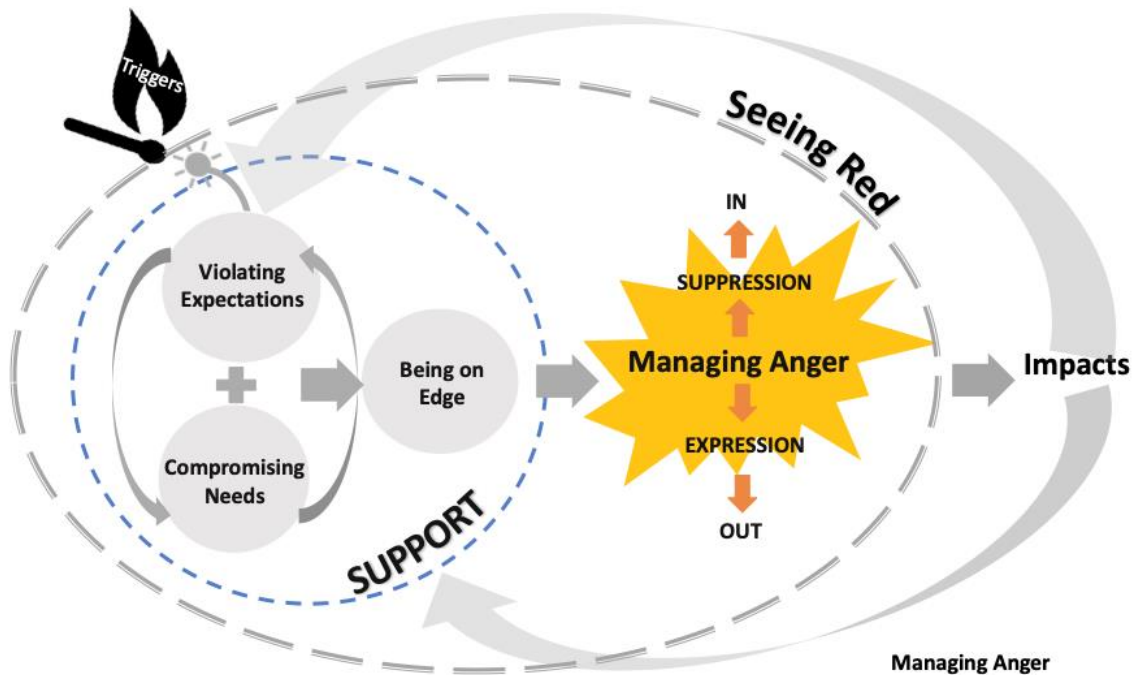 Triggers
Seeing Red
IN
SUPPRESSION
Violating
Expectations
Managing Anger
Impacts
Being on
Edge
EXPRESSION
Compromising
Needs
OUT
SUPPORT
Managing Anger